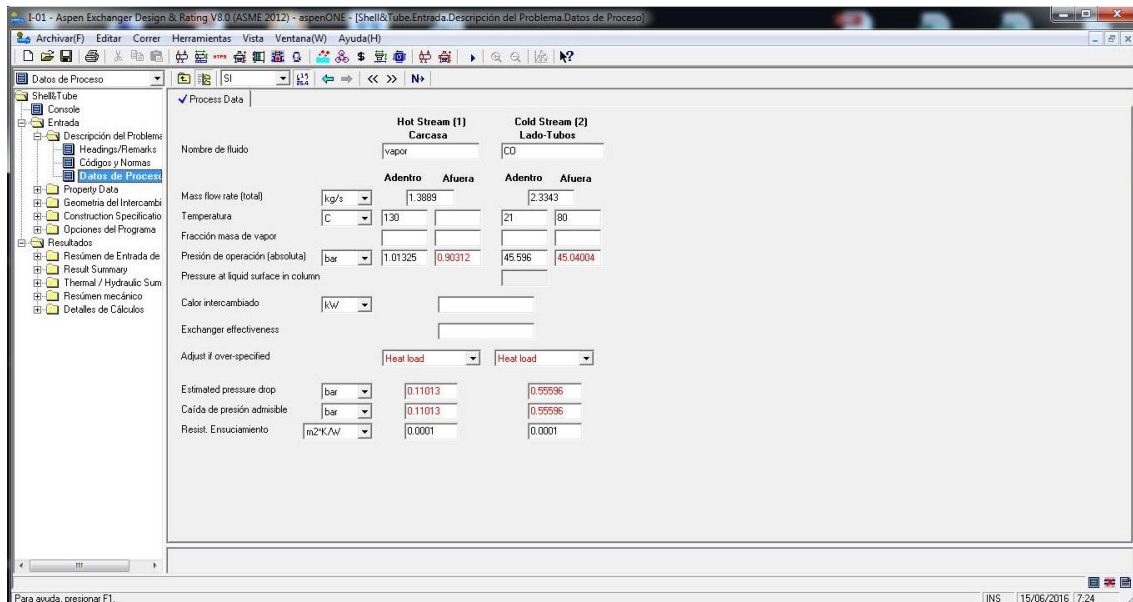 I-01 - Aspen Exchanger Design & Rating V8.0 (ASME 2012) - aspenONE - [Shell&Tube.Entrada.Descripción del Problema.Datos de Proceso]
Archivar(F) Editar Correr Herramientas Vista Ventana(W) Ayuda(H)
Datos de Proceso SI
Shell&Tube
Console
Entrada
Descripción del Problema
Headings/Remarks
Códigos y Normas
Datos de Proceso
Property Data
Geometria del Intercambi
Construction Specificatio
Opciones del Programa
Resultados
Resúmen de Entrada de
Result Summary
Thermal / Hydraulic Sum
Resúmen mecánico
Detalles de Cálculos
Process Data
Hot Stream (1) Cold Stream (2)
Carcasa Lado-Tubos
Nombre de fluido vapor CO
Adentro Afuera Adentro Afuera
Mass flow rate (total) kg/s 1.3889 2.3343
Temperatura C 130 21 80
Fracción masa de vapor
Presión de operación (absoluta) bar 1.01325 0.90312 45.596 45.04004
Pressure at liquid surface in column
Calor intercambiado kW
Exchanger effectiveness
Adjust if over-specified Heat load Heat load
Estimated pressure drop bar 0.11013 0.55596
Caída de presión admisible bar 0.11013 0.55596
Resist. Ensuciamiento m2*K/W 0.0001 0.0001
Para ayuda, presionar F1. INS 15/06/2016 7:24